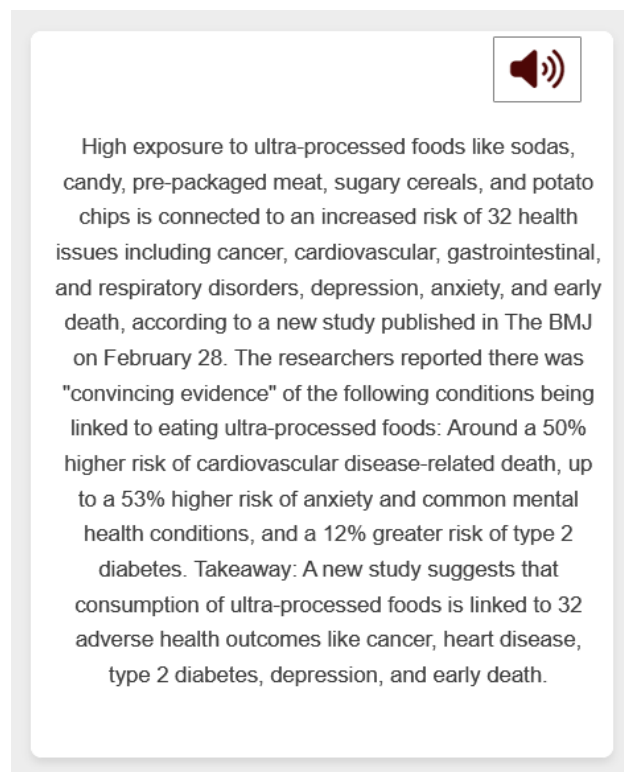 High exposure to ultra-processed foods like sodas,
candy, pre-packaged meat, sugary cereals, and potato
chips is connected to an increased risk of 32 health
issues including cancer, cardiovascular, gastrointestinal,
and respiratory disorders, depression, anxiety, and early
death, according to a new study published in The BMJ
on February 28. The researchers reported there was
"convincing evidence" of the following conditions being
linked to eating ultra-processed foods: Around a 50%
higher risk of cardiovascular disease-related death, up
to a 53% higher risk of anxiety and common mental
health conditions, and a 12% greater risk of type 2
diabetes. Takeaway: A new study suggests that
consumption of ultra-processed foods is linked to 32
adverse health outcomes like cancer, heart disease,
type 2 diabetes, depression, and early death.